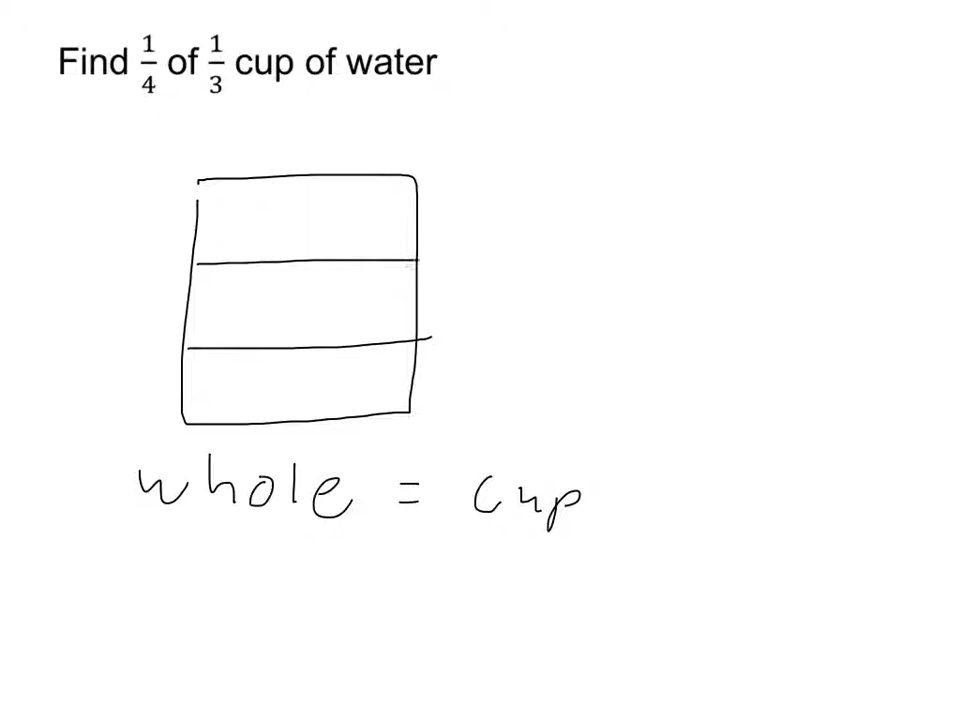 Find 1/4 of 1/3 cup of water
whole = cup